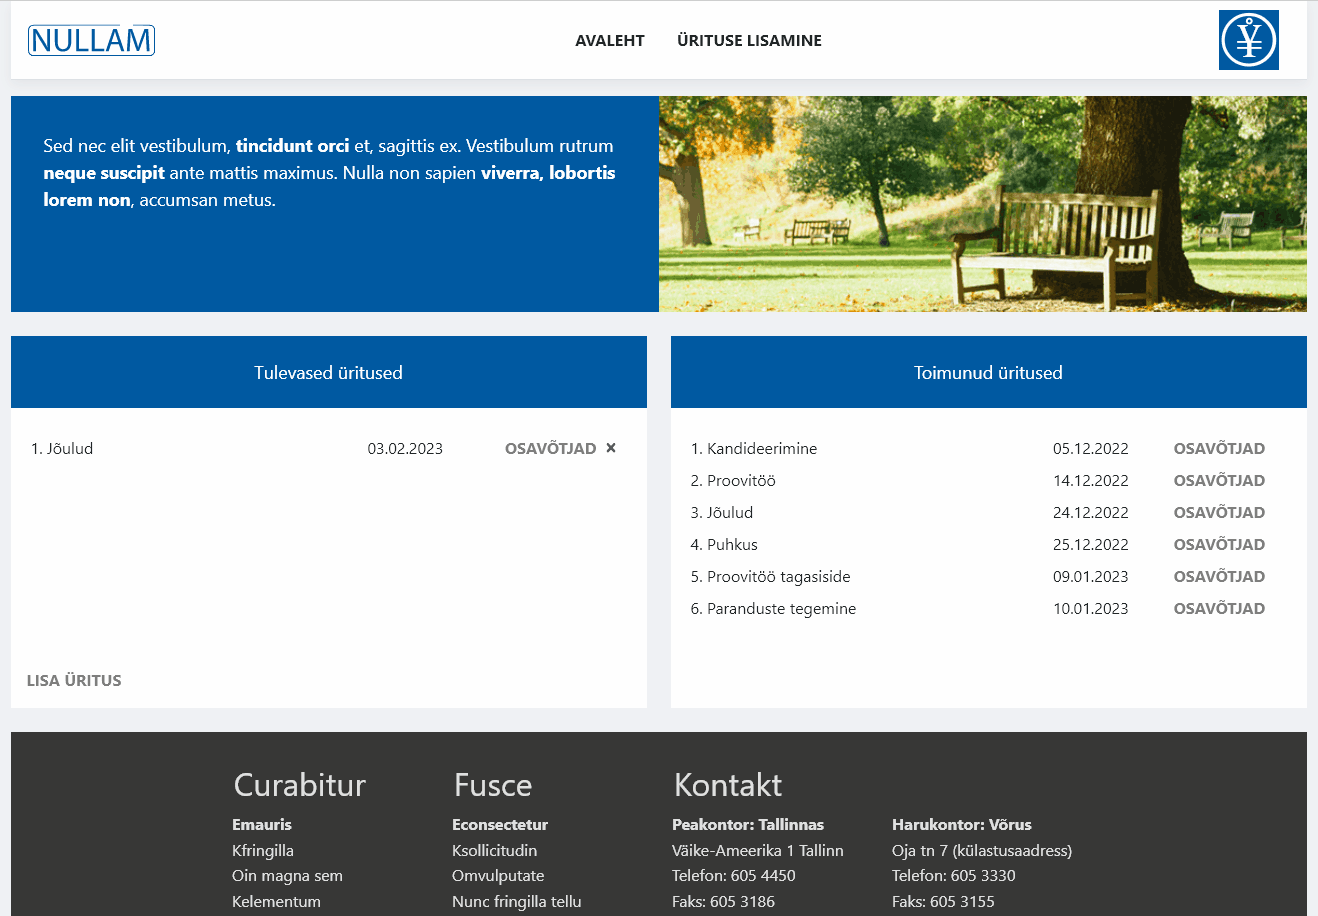 NULLAM
AVALEHT
ÜRITUSE LISAMINE
Sed nec elit vestibulum, tincidunt orci et, sagittis ex. Vestibulum rutrum
neque suscipit ante mattis maximus. Nulla non sapien viverra, lobortis
lorem non, accumsan metus.
Tulevased üritused
1. Jõulud 03.02.2023 OSAVÕTJAD ×
LISA ÜRITUS
Toimunud üritused
1. Kandideerimine 05.12.2022 OSAVÕTJAD
2. Proovitöö 14.12.2022 OSAVÕTJAD
3. Jõulud 24.12.2022 OSAVÕTJAD
4. Puhkus 25.12.2022 OSAVÕTJAD
5. Proovitöö tagasiside 09.01.2023 OSAVÕTJAD
6. Paranduste tegemine 10.01.2023 OSAVÕTJAD
Curabitur
Emauris
Kfringilla
Oin magna sem
Kelementum
Fusce
Econsectetur
Ksollicitudin
Omvulputate
Nunc fringilla tellu
Kontakt
Peakontor: Tallinnas
Väike-Ameerika 1 Tallinn
Telefon: 605 4450
Faks: 605 3186
Harukontor: Võrus
Oja tn 7 (külastusaadress)
Telefon: 605 3330
Faks: 605 3155